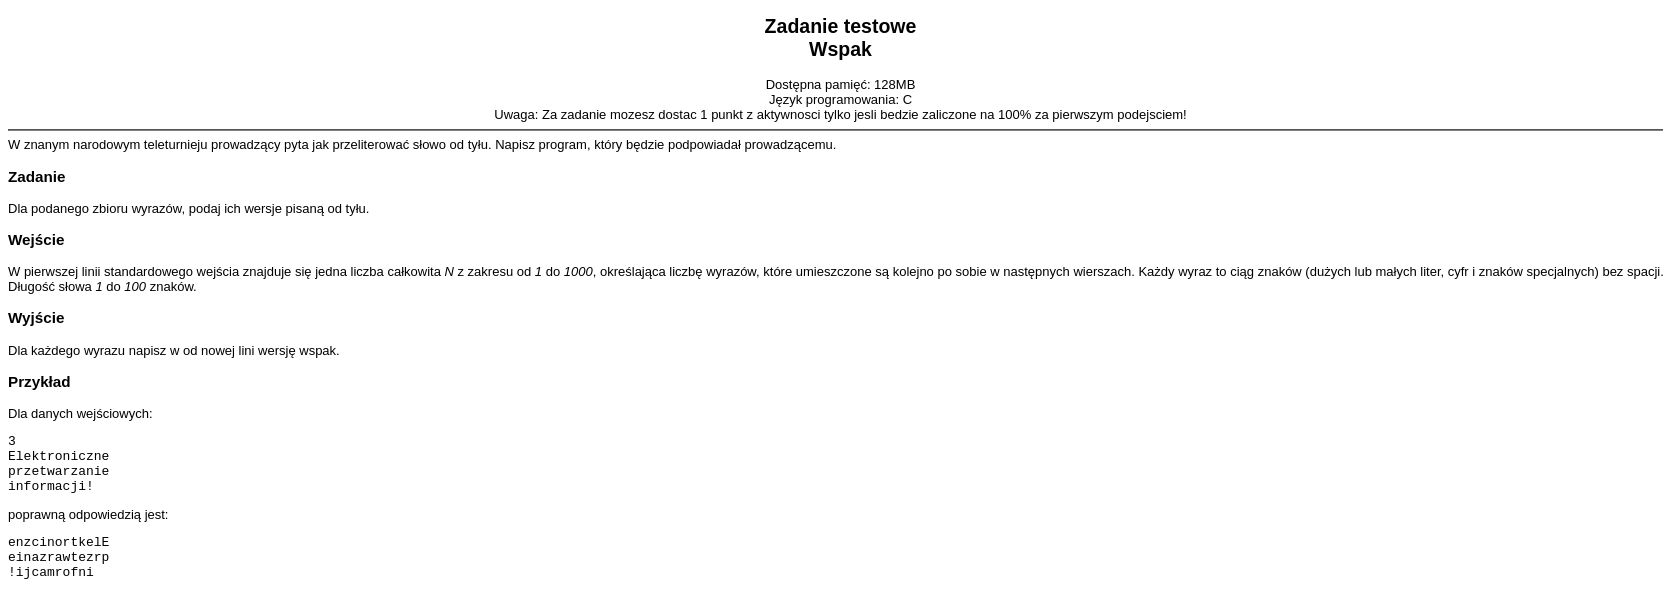 Zadanie testowe
Wspak
Dostępna pamięć: 128MB
Język programowania: C
Uwaga: Za zadanie mozesz dostac 1 punkt z aktywnosci tylko jesli bedzie zaliczone na 100% za pierwszym podejsciem!
W znanym narodowym teleturnieju prowadzący pyta jak przeliterować słowo od tyłu. Napisz program, który będzie podpowiadał prowadzącemu.
Zadanie
Dla podanego zbioru wyrazów, podaj ich wersje pisaną od tyłu.
Wejście
W pierwszej linii standardowego wejścia znajduje się jedna liczba całkowita N z zakresu od 1 do 1000, określająca liczbę wyrazów, które umieszczone są kolejno po sobie w następnych wierszach. Każdy wyraz to ciąg znaków (dużych lub małych liter, cyfr i znaków specjalnych) bez spacji.
Długość słowa 1 do 100 znaków.
Wyjście
Dla każdego wyrazu napisz w od nowej lini wersję wspak.
Przykład
Dla danych wejściowych:
3
Elektroniczne
przetwarzanie
informacji!
poprawną odpowiedzią jest:
enzcinortkelE
einazrawtezrp
!ijcamrofni